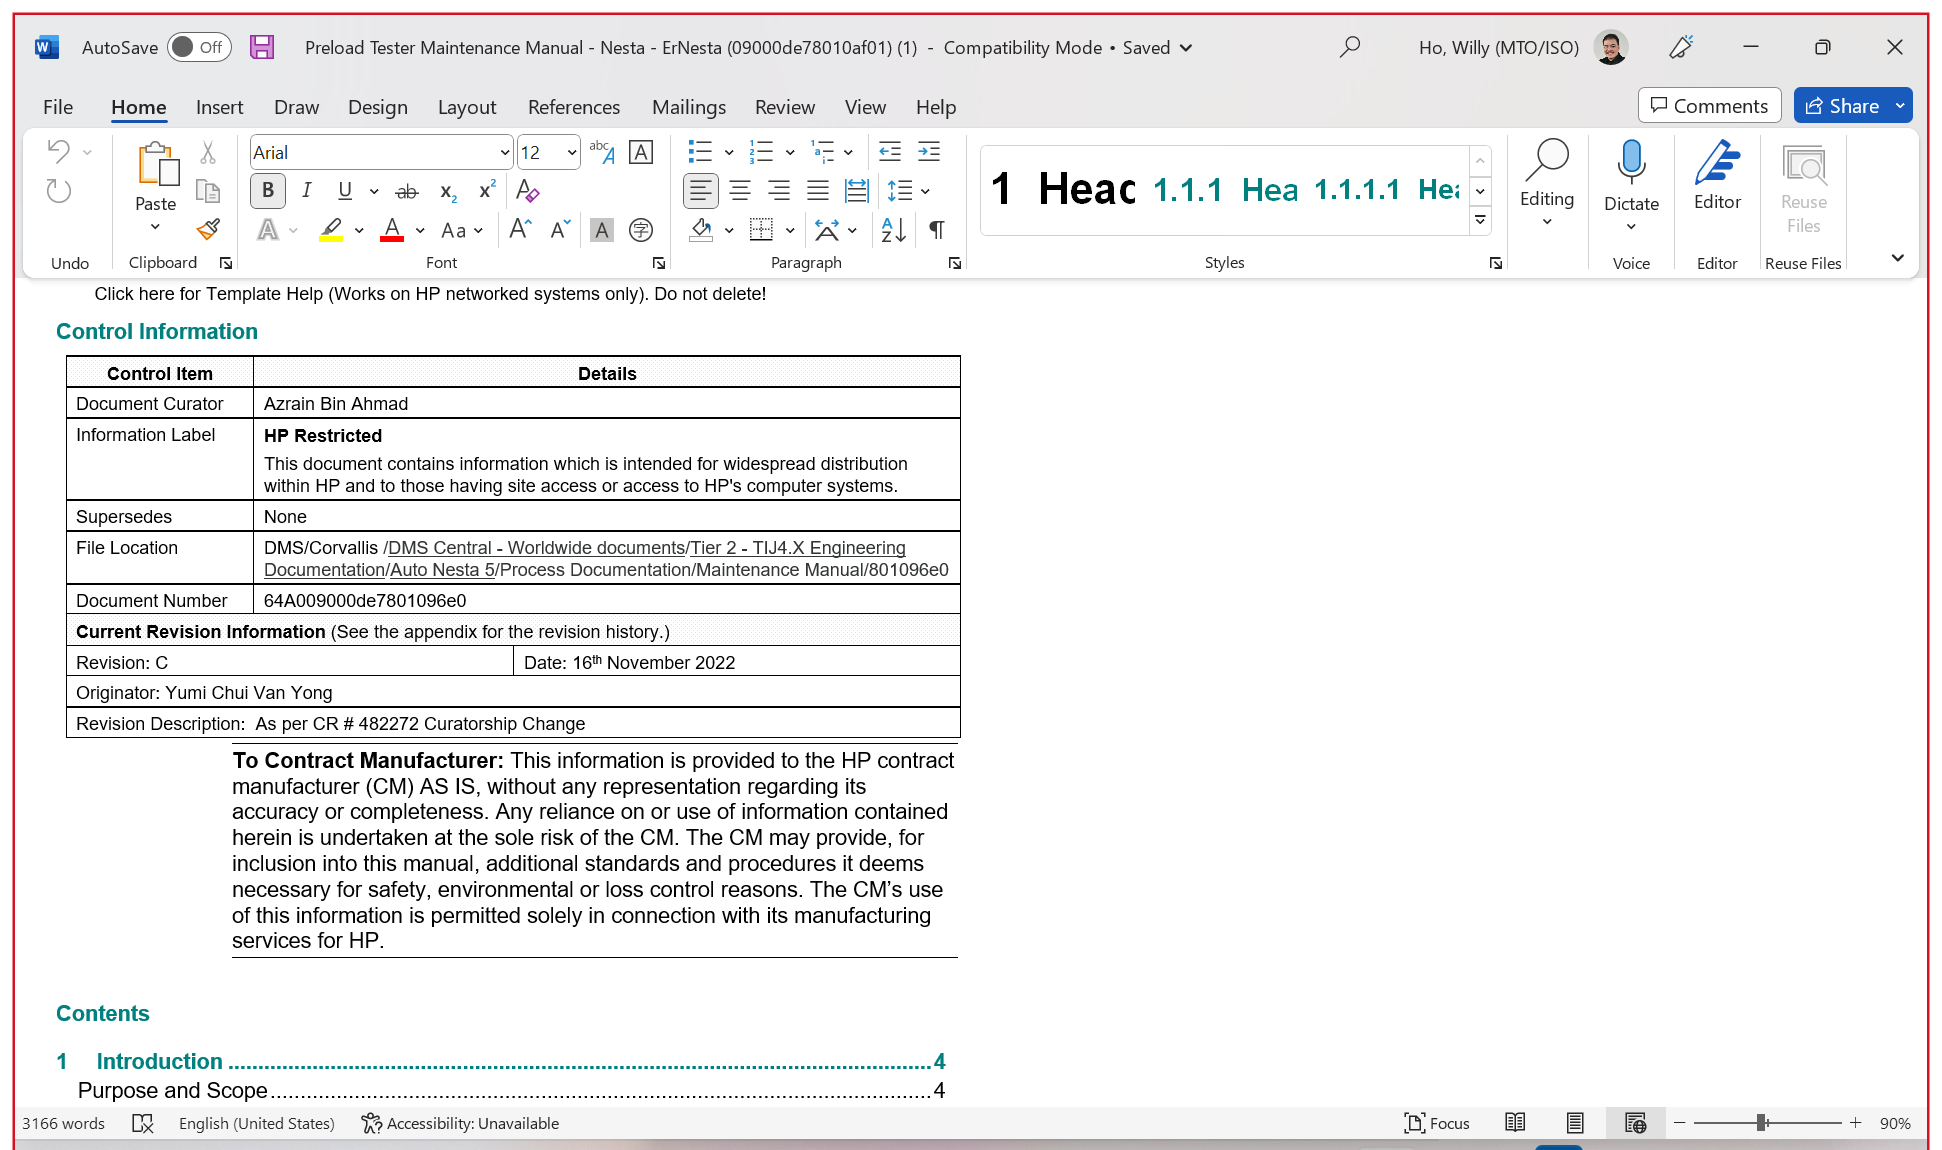 AutoSave Off Preload Tester Maintenance Manual - Nesta - ErNesta (09000de78010af01) (1) - Compatibility Mode • Saved Ho, Willy (MTO/ISO)
File Home Insert Draw Design Layout References Mailings Review View Help Comments Share
Arial 12
Paste
1 Head 1.1.1 Hea 1.1.1.1 Hea
Editing Dictate Editor Reuse Files
Undo Clipboard Font Paragraph Styles Voice Editor Reuse Files
Click here for Template Help (Works on HP networked systems only). Do not delete!
Control Information
Control Item Details
Document Curator Azrain Bin Ahmad
Information Label HP Restricted
This document contains information which is intended for widespread distribution
within HP and to those having site access or access to HP's computer systems.
Supersedes None
File Location DMS/Corvallis /DMS Central - Worldwide documents/Tier 2 - TIJ4.X Engineering
Documentation/Auto Nesta 5/Process Documentation/Maintenance Manual/801096e0
Document Number 64A009000de7801096e0
Current Revision Information (See the appendix for the revision history.)
Revision: C Date: 16th November 2022
Originator: Yumi Chui Van Yong
Revision Description: As per CR # 482272 Curatorship Change
To Contract Manufacturer: This information is provided to the HP contract
manufacturer (CM) AS IS, without any representation regarding its
accuracy or completeness. Any reliance on or use of information contained
herein is undertaken at the sole risk of the CM. The CM may provide, for
inclusion into this manual, additional standards and procedures it deems
necessary for safety, environmental or loss control reasons. The CM’s use
of this information is permitted solely in connection with its manufacturing
services for HP.
Contents
1 Introduction 4
Purpose and Scope 4
3166 words English (United States) Accessibility: Unavailable Focus 90%